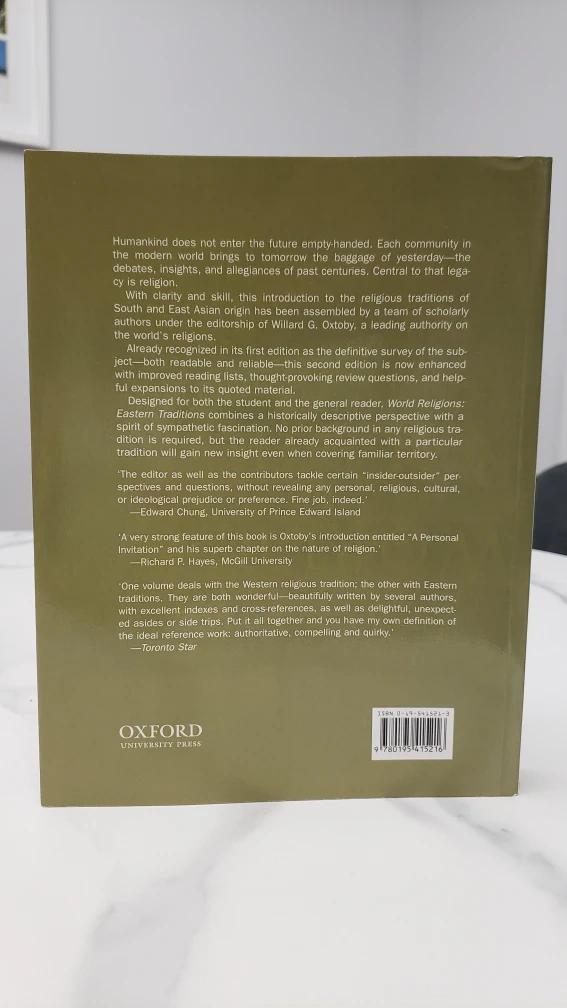 Humankind does not enter the future empty-handed. Each community in
the modern world brings to tomorrow the baggage of yesterday—the
debates, insights, and allegiances of past centuries. Central to that lega-
cy is religion.
With clarity and skill, this introduction to the religious traditions of
South and East Asian origin has been assembled by a team of scholarly
authors under the editorship of Willard G. Oxtoby, a leading authority on
the world's religions.
Already recognized in its first edition as the definitive survey of the sub-
ject—both readable and reliable—this second edition is now enhanced
with improved reading lists, thought-provoking review questions, and help-
ful expansions to its quoted material.
Designed for both the student and the general reader, World Religions:
Eastern Traditions combines a historically descriptive perspective with a
spirit of sympathetic fascination. No prior background in any religious tra-
dition is required, but the reader already acquainted with a particular
tradition will gain new insight even when covering familiar territory.
'The editor as well as the contributors tackle certain "insider-outsider" per-
spectives and questions, without revealing any personal, religious, cultural,
or ideological prejudice or preference. Fine job, indeed.'
—Edward Chung, University of Prince Edward Island
'A very strong feature of this book is Oxtoby's introduction entitled "A Personal
Invitation" and his superb chapter on the nature of religion.'
—Richard P. Hayes, McGill University
'One volume deals with the Western religious tradition; the other with Eastern
traditions. They are both wonderful—beautifully written by several authors,
with excellent indexes and cross-references, as well as delightful, unexpect-
ed asides or side trips. Put it all together and you have my own definition of
the ideal reference work: authoritative, compelling and quirky.'
—Toronto Star
ISBN 0-19-541521-3
OXFORD
UNIVERSITY PRESS
9 780195 415216